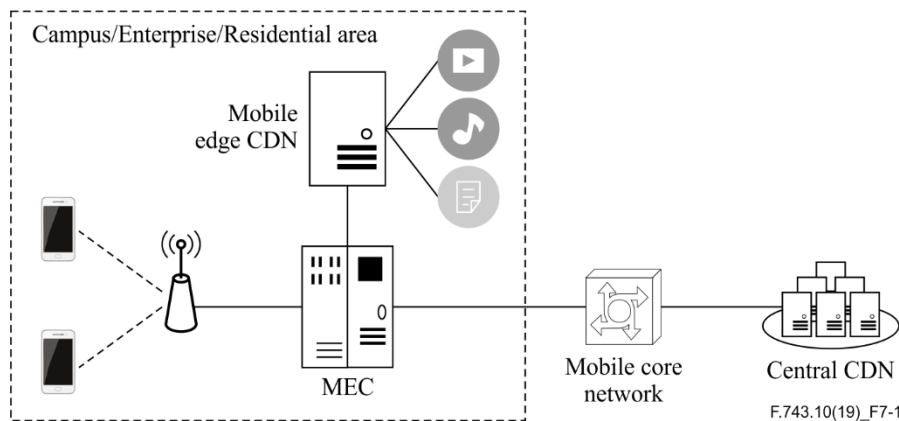 Campus/Enterprise/Residential area
Mobile
edge CDN
MEC
Mobile core
network
Central CDN
F.743.10(19)_F7-1